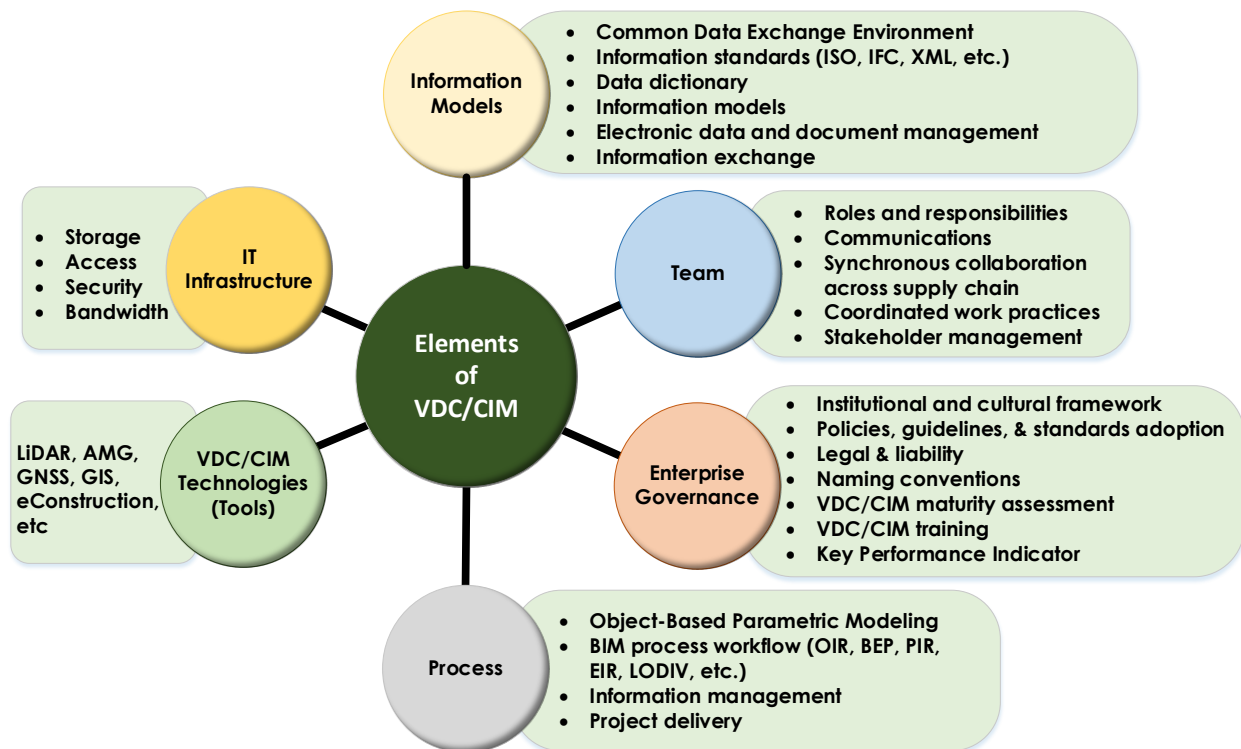 Information
Models
• Common Data Exchange Environment
• Information standards (ISO, IFC, XML, etc.)
• Data dictionary
• Information models
• Electronic data and document management
• Information exchange
• Storage
• Access
• Security
• Bandwidth
IT
Infrastructure
Team
• Roles and responsibilities
• Communications
• Synchronous collaboration
across supply chain
• Coordinated work practices
• Stakeholder management
Elements
of
VDC/CIM
LiDAR, AMG,
GNSS, GIS,
eConstruction,
etc
VDC/CIM
Technologies
(Tools)
Enterprise
Governance
• Institutional and cultural framework
• Policies, guidelines, & standards adoption
• Legal & liability
• Naming conventions
• VDC/CIM maturity assessment
• VDC/CIM training
• Key Performance Indicator
Process
• Object-Based Parametric Modeling
• BIM process workflow (OIR, BEP, PIR,
EIR, LODIV, etc.)
• Information management
• Project delivery